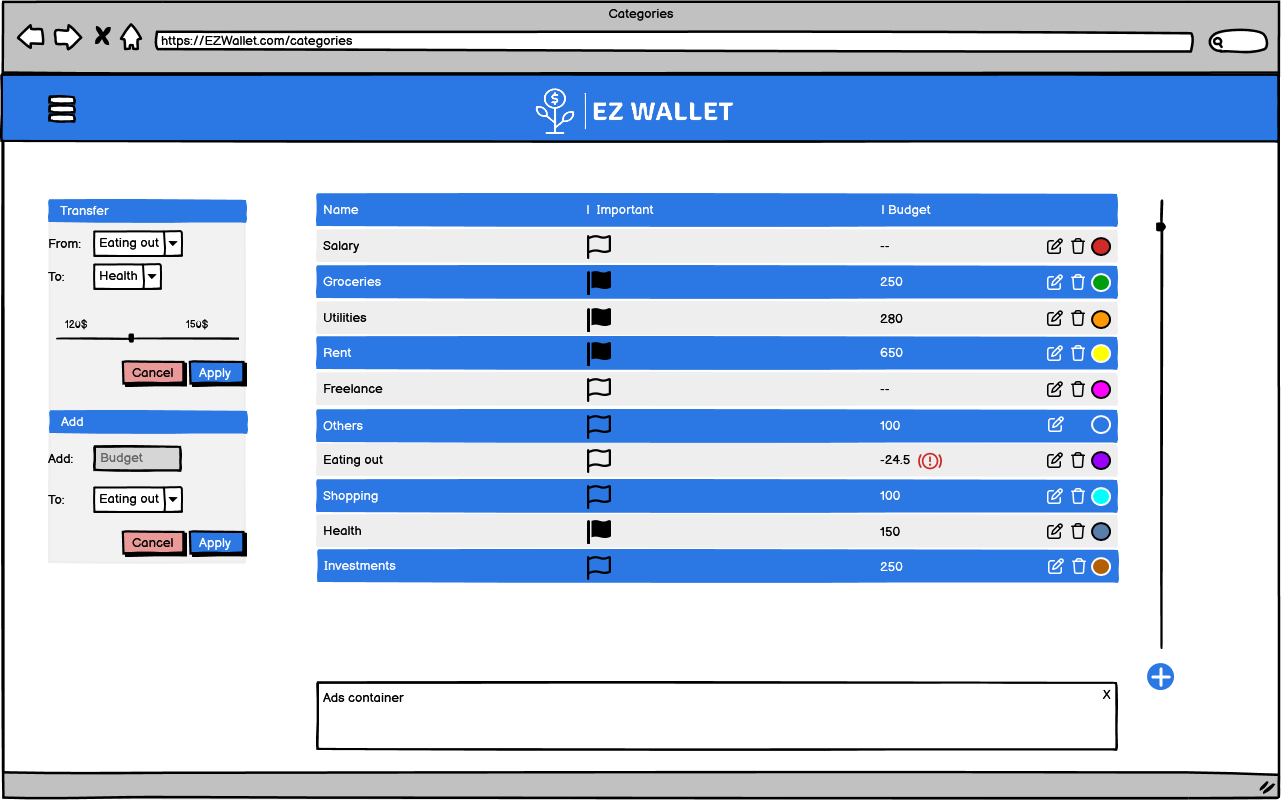 Categories
https://EZWallet.com/categories
$ EZ WALLET
Transfer
From: Eating out
To: Health
120$ 150$
Cancel Apply
Add
Add: Budget
To: Eating out
Cancel Apply
Name | Important | Budget
Salary --
Groceries 250
Utilities 280
Rent 650
Freelance --
Others 100
Eating out -24.5 (!)
Shopping 100
Health 150
Investments 250
Ads container X